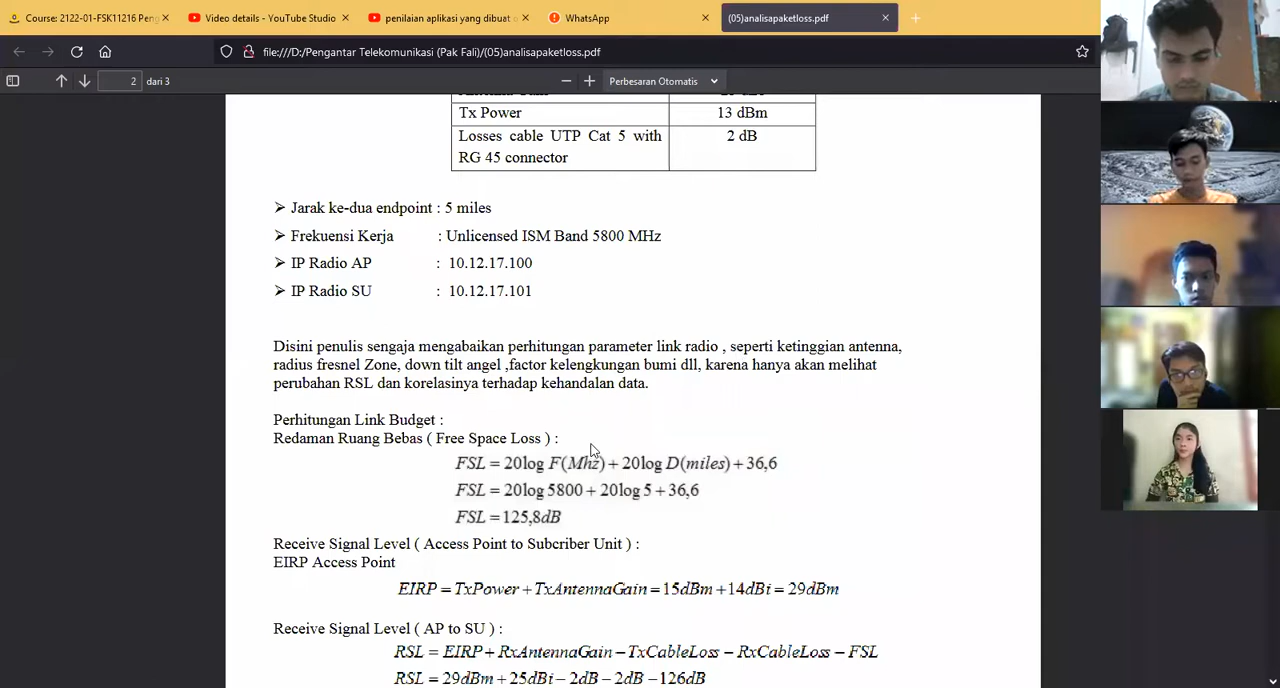 Course: 2122-01-FSK11216 Peng
Video details - YouTube Studio
penilaian aplikasi yang dibuat
WhatsApp
(05)analisapaketloss.pdf
file:///D:/Pengantar Telekomunikasi (Pak Fali)/(05)analisapaketloss.pdf
2 dari 3
Perbesaran Otomatis
Tx Power 13 dBm
Losses cable UTP Cat 5 with 2 dB
RG 45 connector
➢ Jarak ke-dua endpoint : 5 miles
➢ Frekuensi Kerja : Unlicensed ISM Band 5800 MHz
➢ IP Radio AP : 10.12.17.100
➢ IP Radio SU : 10.12.17.101
Disini penulis sengaja mengabaikan perhitungan parameter link radio , seperti ketinggian antenna,
radius fresnel Zone, down tilt angel ,factor kelengkungan bumi dll, karena hanya akan melihat
perubahan RSL dan korelasinya terhadap kehandalan data.
Perhitungan Link Budget :
Redaman Ruang Bebas ( Free Space Loss ) :
FSL = 20log F(Mhz) + 20log D(miles) + 36,6
FSL = 20log 5800 + 20log 5 + 36,6
FSL = 125,8dB
Receive Signal Level ( Access Point to Subcriber Unit ) :
EIRP Access Point
EIRP = TxPower + TxAntennaGain = 15dBm + 14dBi = 29dBm
Receive Signal Level ( AP to SU ) :
RSL = EIRP + RxAntennaGain − TxCableLoss − RxCableLoss − FSL
RSL = 29dBm + 25dBi − 2dB − 2dB − 126dB